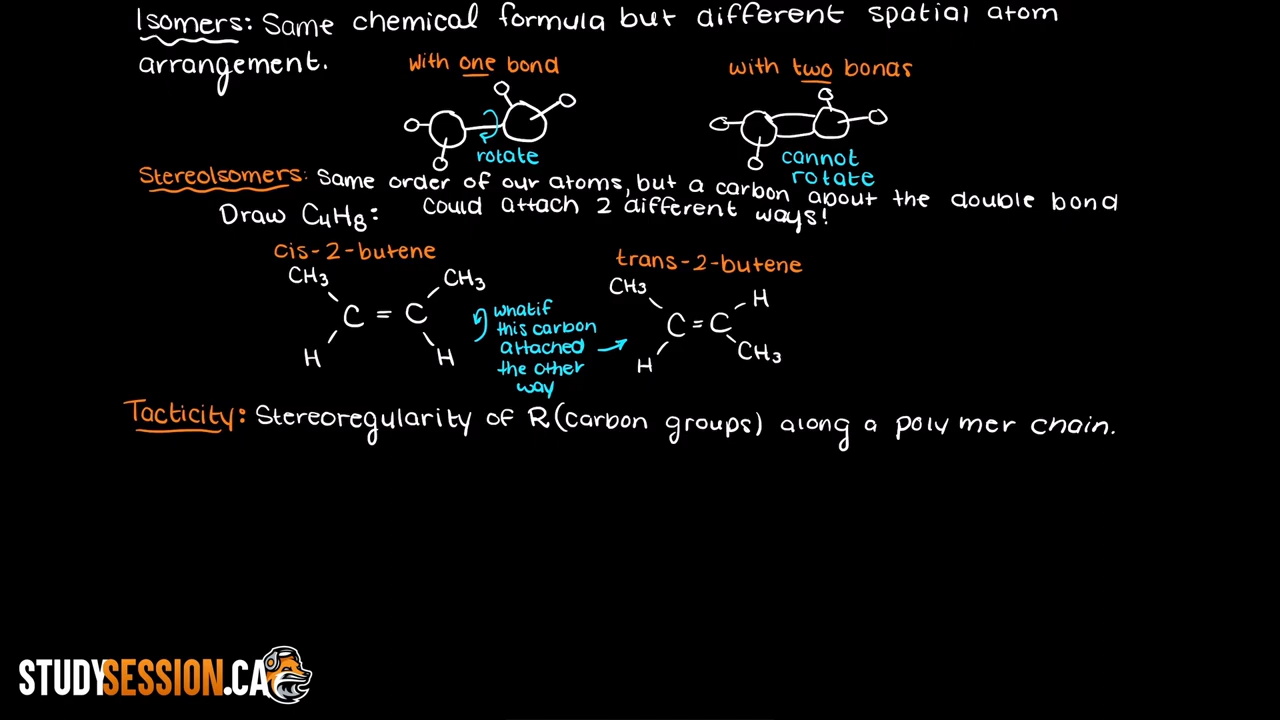 Isomers: Same chemical formula but different spatial atom
arrangement.
with one bond
with two bonds
rotate
cannot
rotate
StereoIsomers: Same order of our atoms, but a carbon about the double bond
could attach 2 different ways!
Draw C4H8:
cis-2-butene
CH3
CH3
C = C
H
H
what if
this carbon
attached
the other
way
trans-2-butene
CH3
H
C = C
H
CH3
Tacticity: Stereoregularity of R (carbon groups) along a polymer chain.
STUDYSESSION.CA